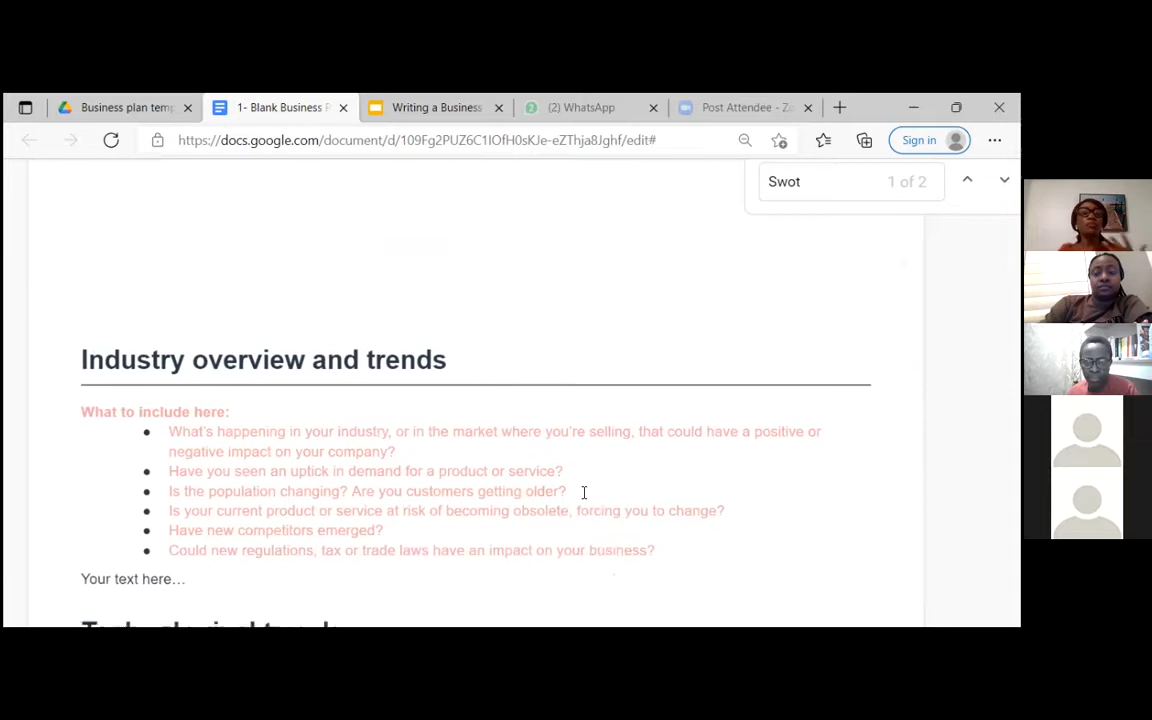 Business plan temp
1- Blank Business P
Writing a Business
(2) WhatsApp
Post Attendee - Zo
https://docs.google.com/document/d/109Fg2PUZ6C1lOfH0sKJe-eZThja8Jghf/edit#
Sign in
Swot 1 of 2
Industry overview and trends
What to include here:
What's happening in your industry, or in the market where you're selling, that could have a positive or
negative impact on your company?
Have you seen an uptick in demand for a product or service?
Is the population changing? Are you customers getting older?
Is your current product or service at risk of becoming obsolete, forcing you to change?
Have new competitors emerged?
Could new regulations, tax or trade laws have an impact on your business?
Your text here…